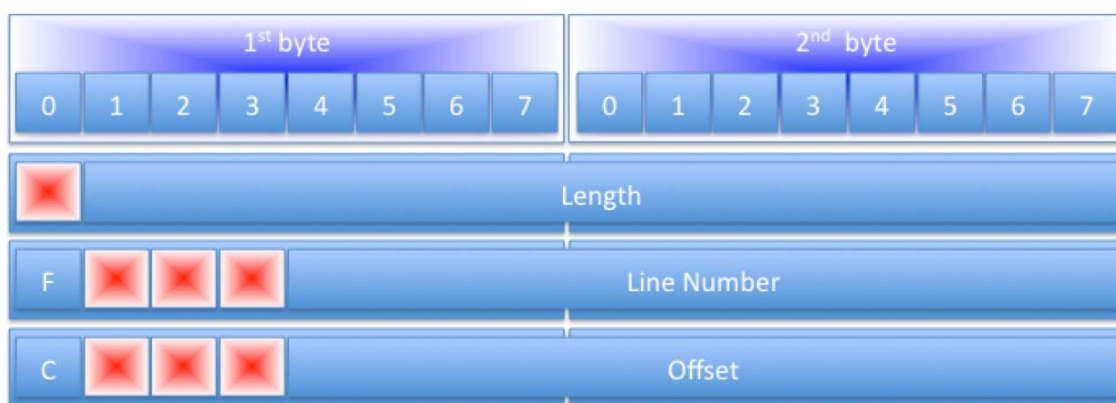 1st byte 2nd byte
0 1 2 3 4 5 6 7 0 1 2 3 4 5 6 7
Length
F Line Number
C Offset